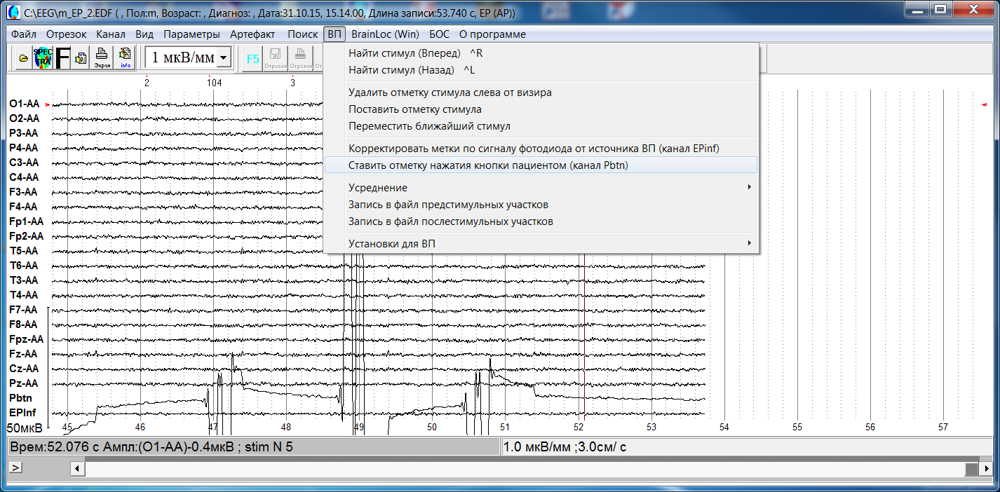 C:\EEG\m_EP_2.EDF ( , Пол:m, Возраст: , Диагноз: , Дата:31.10.15, 15.14.00, Длина записи:53.740 с, EP (AP))
Файл Отрезок Канал Вид Параметры Артефакт Поиск ВП BrainLoc (Win) БОС О программе
SPEC TRA F Экран info 1 мкВ/мм F5 Отрезок Отрезок
Найти стимул (Вперед) ^R
Найти стимул (Назад) ^L
Удалить отметку стимула слева от визира
Поставить отметку стимула
Переместить ближайший стимул
Корректировать метки по сигналу фотодиода от источника ВП (канал EPinf)
Ставить отметку нажатия кнопки пациентом (канал Pbtn)
Усреднение
Запись в файл предстимульных участков
Запись в файл послестимульных участков
Установки для ВП
2 104 3
O1-AA
O2-AA
P3-AA
P4-AA
C3-AA
C4-AA
F3-AA
F4-AA
Fp1-AA
Fp2-AA
T5-AA
T6-AA
T3-AA
T4-AA
F7-AA
F8-AA
Fpz-AA
Fz-AA
Cz-AA
Pz-AA
Pbtn
EPInf
50мкВ 45 46 47 48 49 50 51 52 53 54 55 56 57
Врем:52.076 с Ампл:(O1-AA)-0.4мкВ ; stim N 5
1.0 мкВ/мм ;3.0см/ с
>